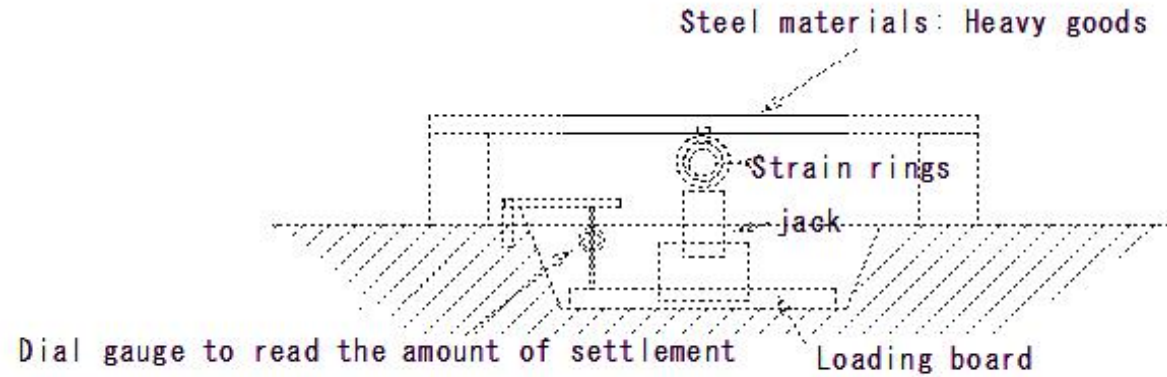 Steel materials: Heavy goods
Strain rings
jack
Dial gauge to read the amount of settlement
Loading board